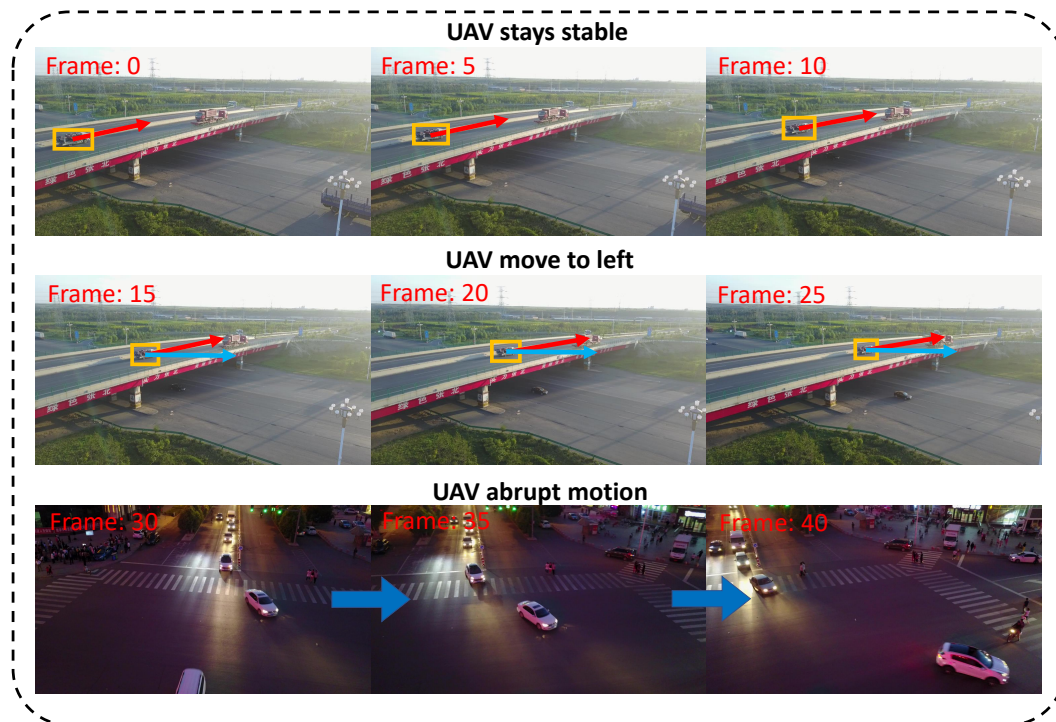 UAV stays stable
Frame: 0
Frame: 5
Frame: 10
UAV move to left
Frame: 15
Frame: 20
Frame: 25
UAV abrupt motion
Frame: 30
Frame: 35
Frame: 40